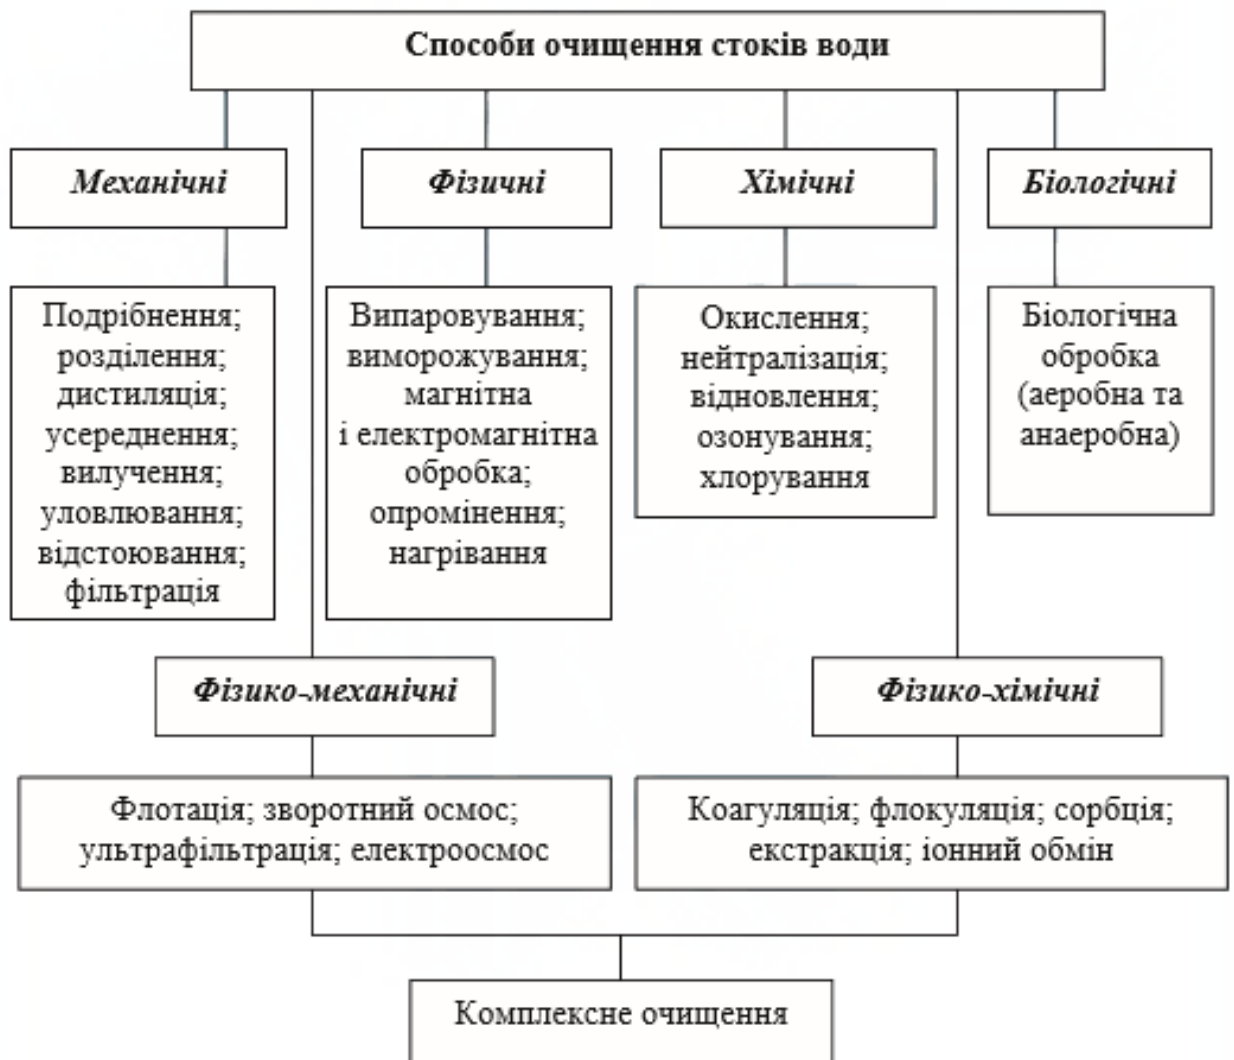 Способи очищення стоків води
Механічні
Фізичні
Хімічні
Біологічні
Подрібнення;
розділення;
дистиляція;
усереднення;
вилучення;
уловлювання;
відстоювання;
фільтрація
Випаровування;
виморожування;
магнітна
і електромагнітна
обробка;
опромінення;
нагрівання
Окислення;
нейтралізація;
відновлення;
озонування;
хлорування
Біологічна
обробка
(аеробна та
анаеробна)
Фізико-механічні
Фізико-хімічні
Флотація; зворотний осмос;
ультрафільтрація; електроосмос
Коагуляція; флокуляція; сорбція;
екстракція; іонний обмін
Комплексне очищення